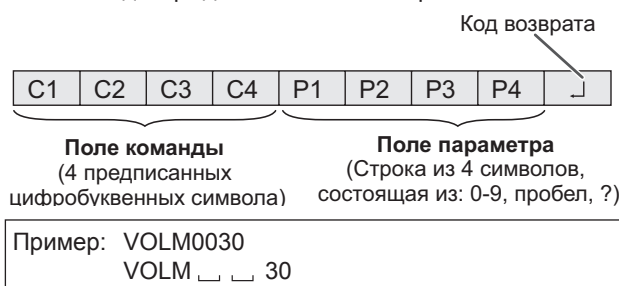 Код возврата
C1 C2 C3 C4 P1 P2 P3 P4 ↵
Поле команды
(4 предписанных
цифробуквенных символа)
Поле параметра
(Строка из 4 символов,
состоящая из: 0-9, пробел, ?)
Пример: VOLM0030
VOLM ⎵ ⎵ 30